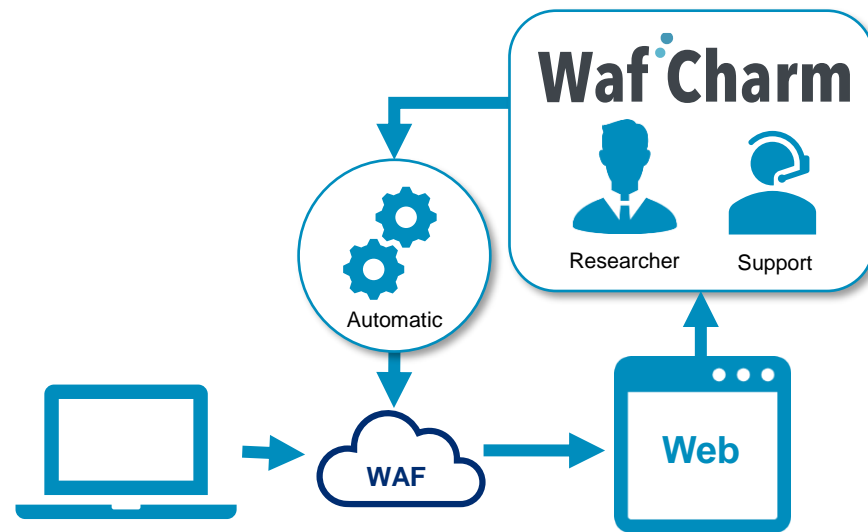 WafCharm
Researcher
Support
Automatic
WAF
Web